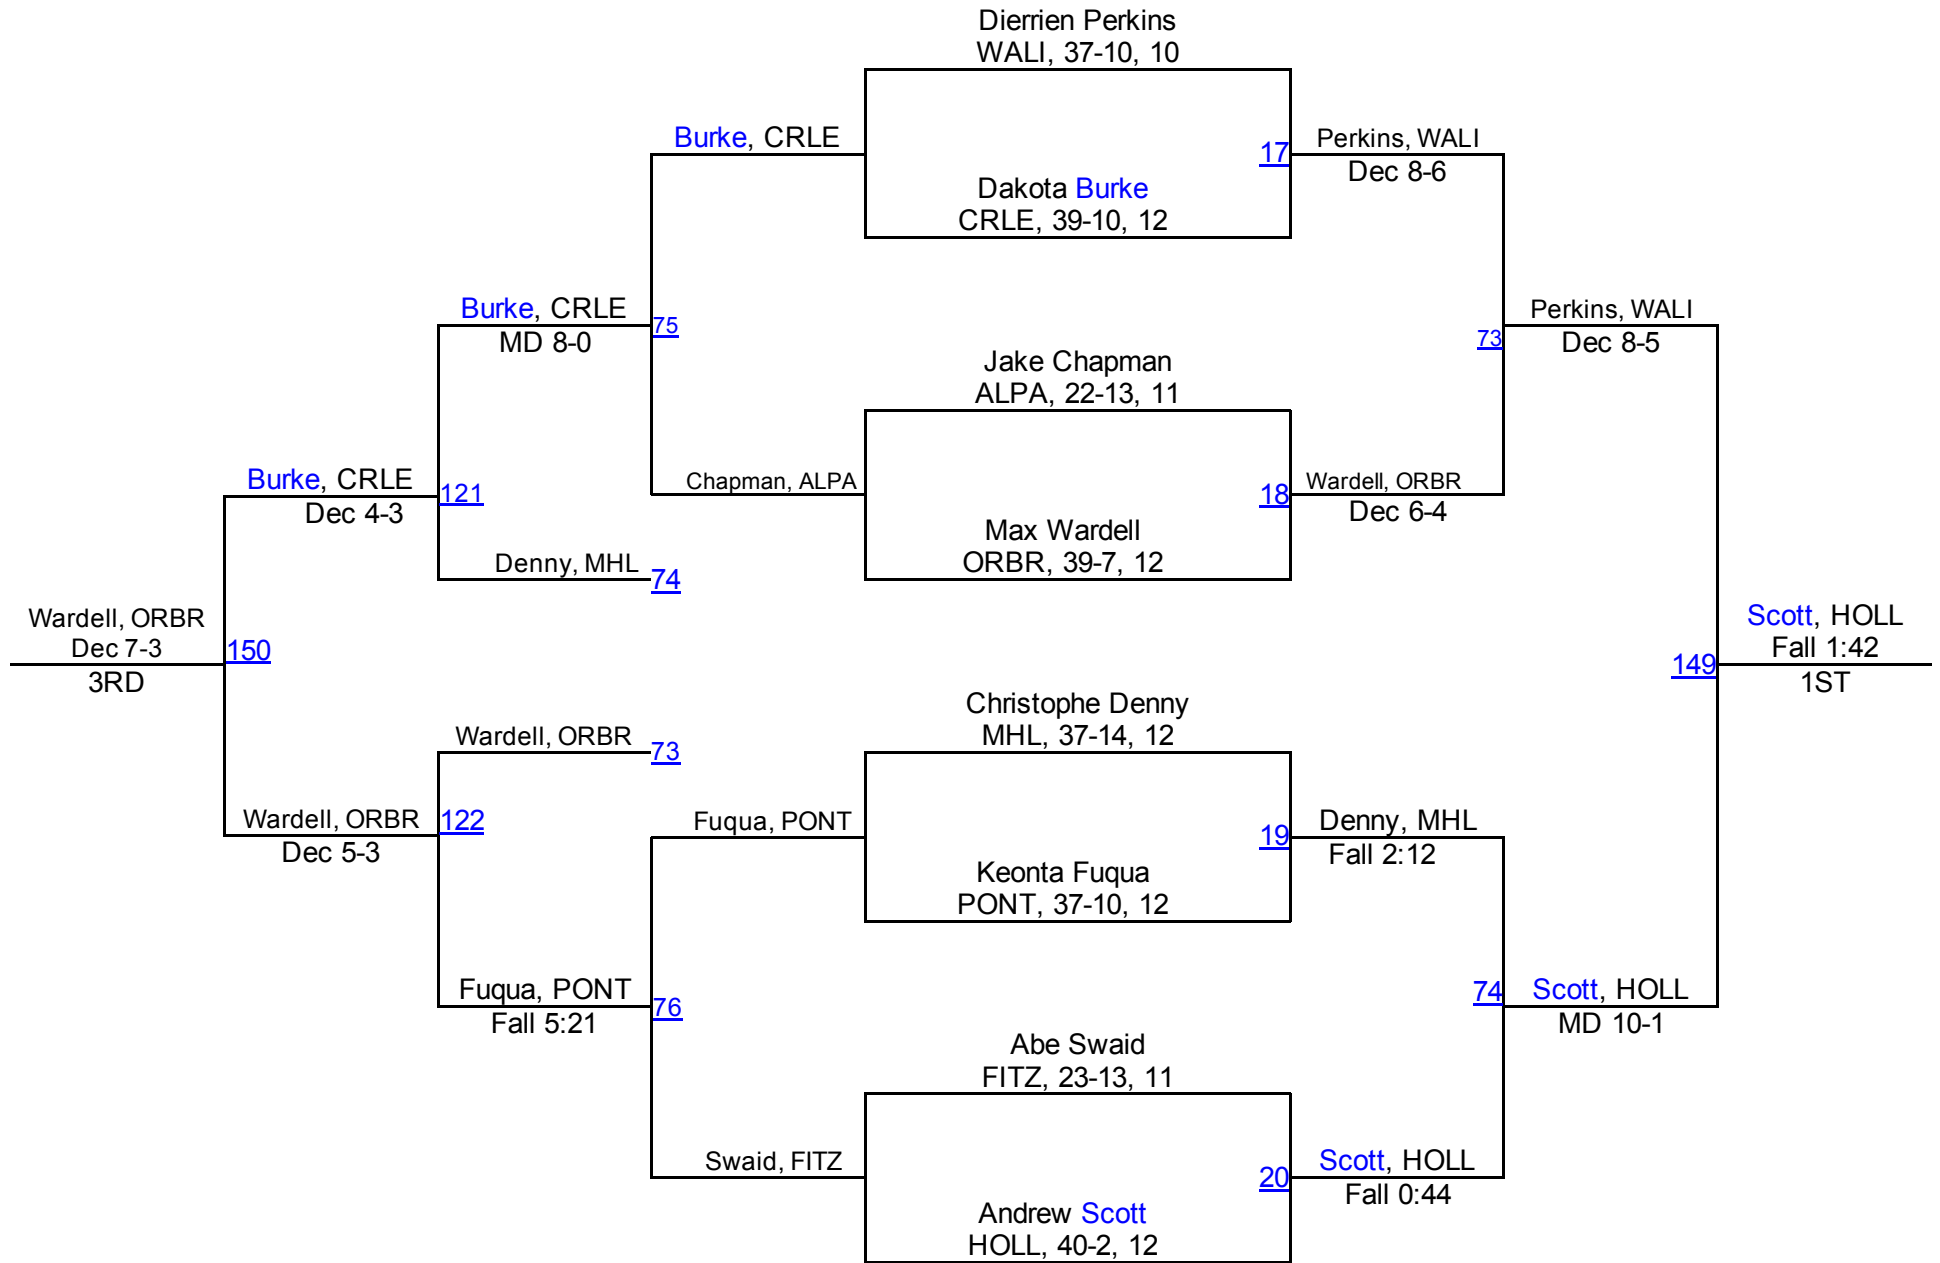 Dierrien Perkins
WALI, 37-10, 10
Burke, CRLE
17
Perkins, WALI
Dec 8-6
Dakota Burke
CRLE, 39-10, 12
Burke, CRLE
MD 8-0
75
Perkins, WALI
Dec 8-5
73
Jake Chapman
ALPA, 22-13, 11
Burke, CRLE
Dec 4-3
121
Chapman, ALPA
18
Wardell, ORBR
Dec 6-4
Max Wardell
ORBR, 39-7, 12
Denny, MHL
74
Wardell, ORBR
Dec 7-3
3RD
150
149
Scott, HOLL
Fall 1:42
1ST
Christophe Denny
MHL, 37-14, 12
Wardell, ORBR
73
Wardell, ORBR
Dec 5-3
122
Fuqua, PONT
19
Denny, MHL
Fall 2:12
Keonta Fuqua
PONT, 37-10, 12
Fuqua, PONT
Fall 5:21
76
74
Scott, HOLL
MD 10-1
Abe Swaid
FITZ, 23-13, 11
Swaid, FITZ
20
Scott, HOLL
Fall 0:44
Andrew Scott
HOLL, 40-2, 12